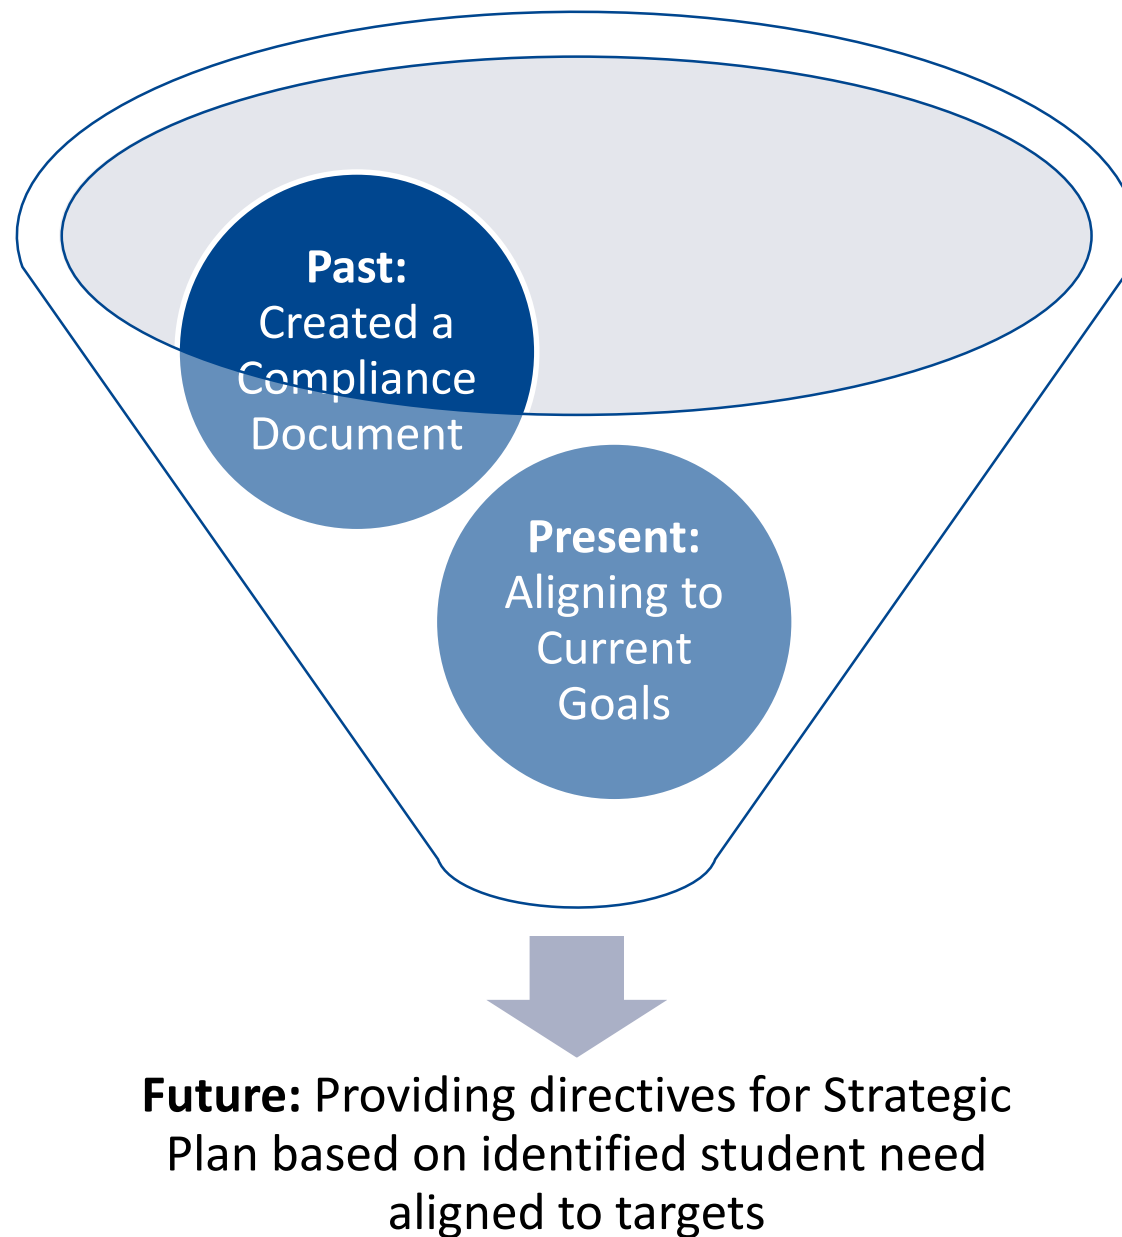 Past:
Created a
Compliance
Document
Present:
Aligning to
Current
Goals
Future: Providing directives for Strategic
Plan based on identified student need
aligned to targets